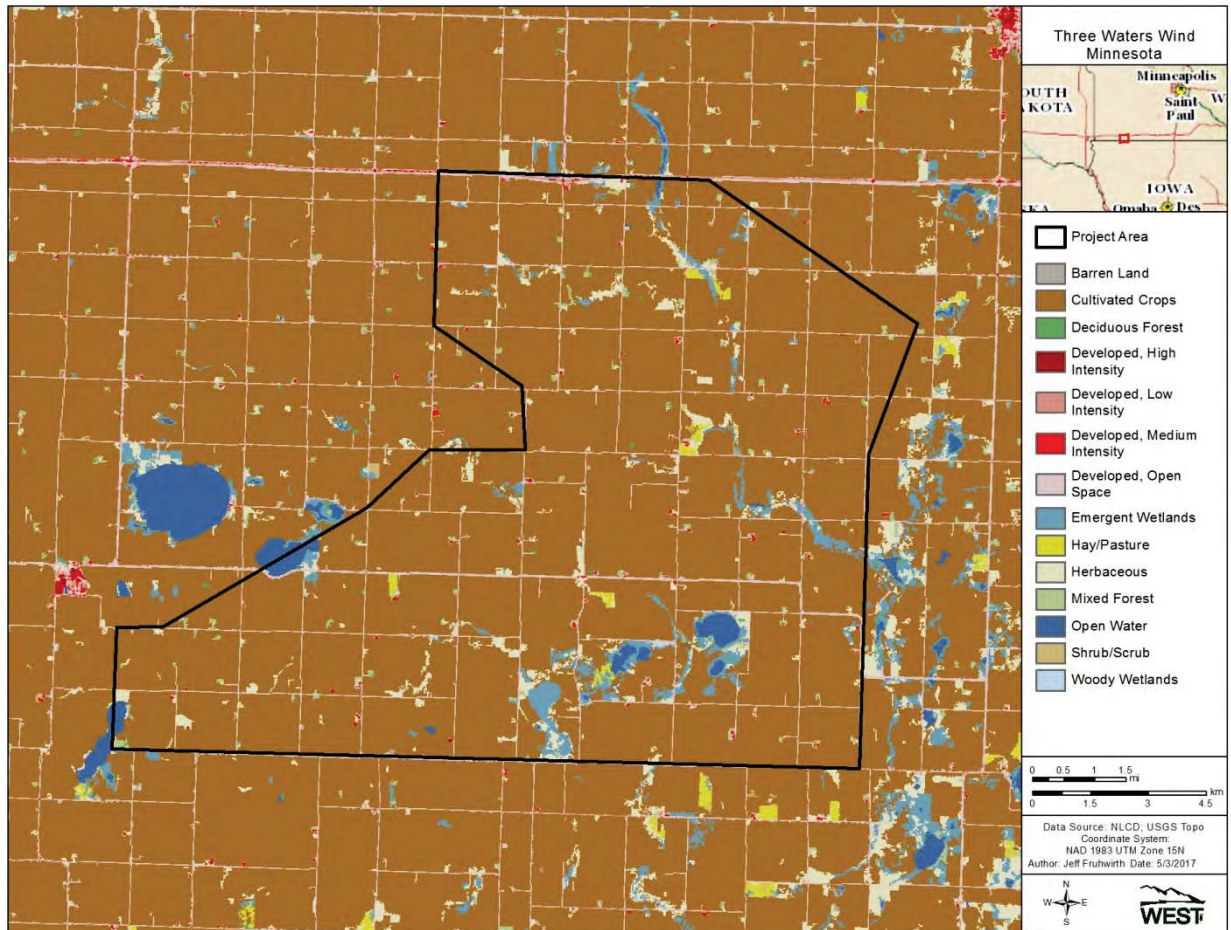 Three Waters Wind
Minnesota
Minneapolis
OUTH
AKOTA
Saint
Paul
W
IOWA
Omaha
Des
Project Area
Barren Land
Cultivated Crops
Deciduous Forest
Developed, High
Intensity
Developed, Low
Intensity
Developed, Medium
Intensity
Developed, Open
Space
Emergent Wetlands
Hay/Pasture
Herbaceous
Mixed Forest
Open Water
Shrub/Scrub
Woody Wetlands
0 0.5 1 1.5
mi
km
0 1.5 3 4.5
Data Source: NLCD; USGS Topo
Coordinate System:
NAD 1983 UTM Zone 15N
Author: Jeff Fruhwirth Date: 5/3/2017
N
W E
S
WEST